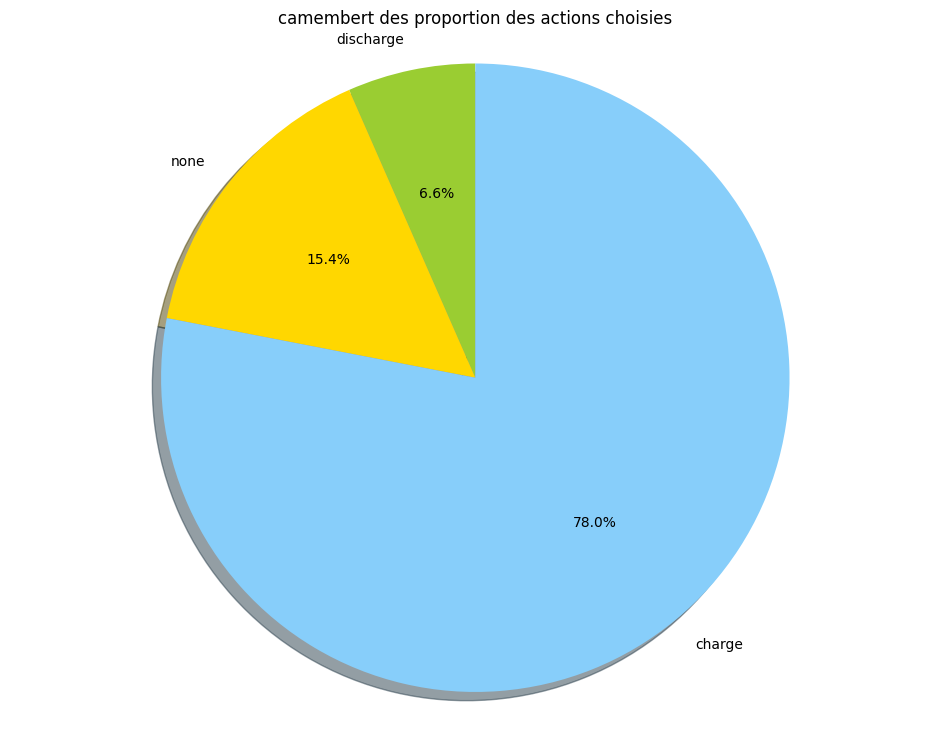 camembert des proportion des actions choisies
discharge
none
6.6%
15.4%
78.0%
charge